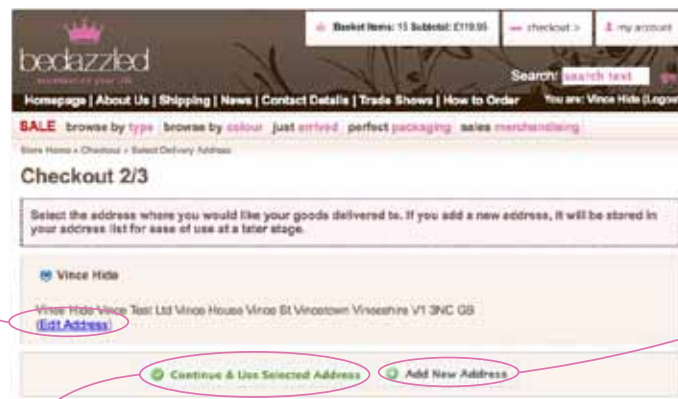 Basket Items: 15 Subtotal: £119.95
checkout >
my account
bedazzled
Search: search text
Homepage | About Us | Shipping | News | Contact Details | Trade Shows | How to Order
You are: Vince Hide (Logout
SALE browse by type browse by colour just arrived perfect packaging sales merchandising
Store Home » Checkout » Select Delivery Address
Checkout 2/3
Select the address where you would like your goods delivered to. If you add a new address, it will be stored in
your address list for ease of use at a later stage.
Vince Hide
Vince Hide Vince Test Ltd Vince House Vince St Vincetown Vinceshire V1 3NC GB
(Edit Address)
Continue & Use Selected Address
Add New Address